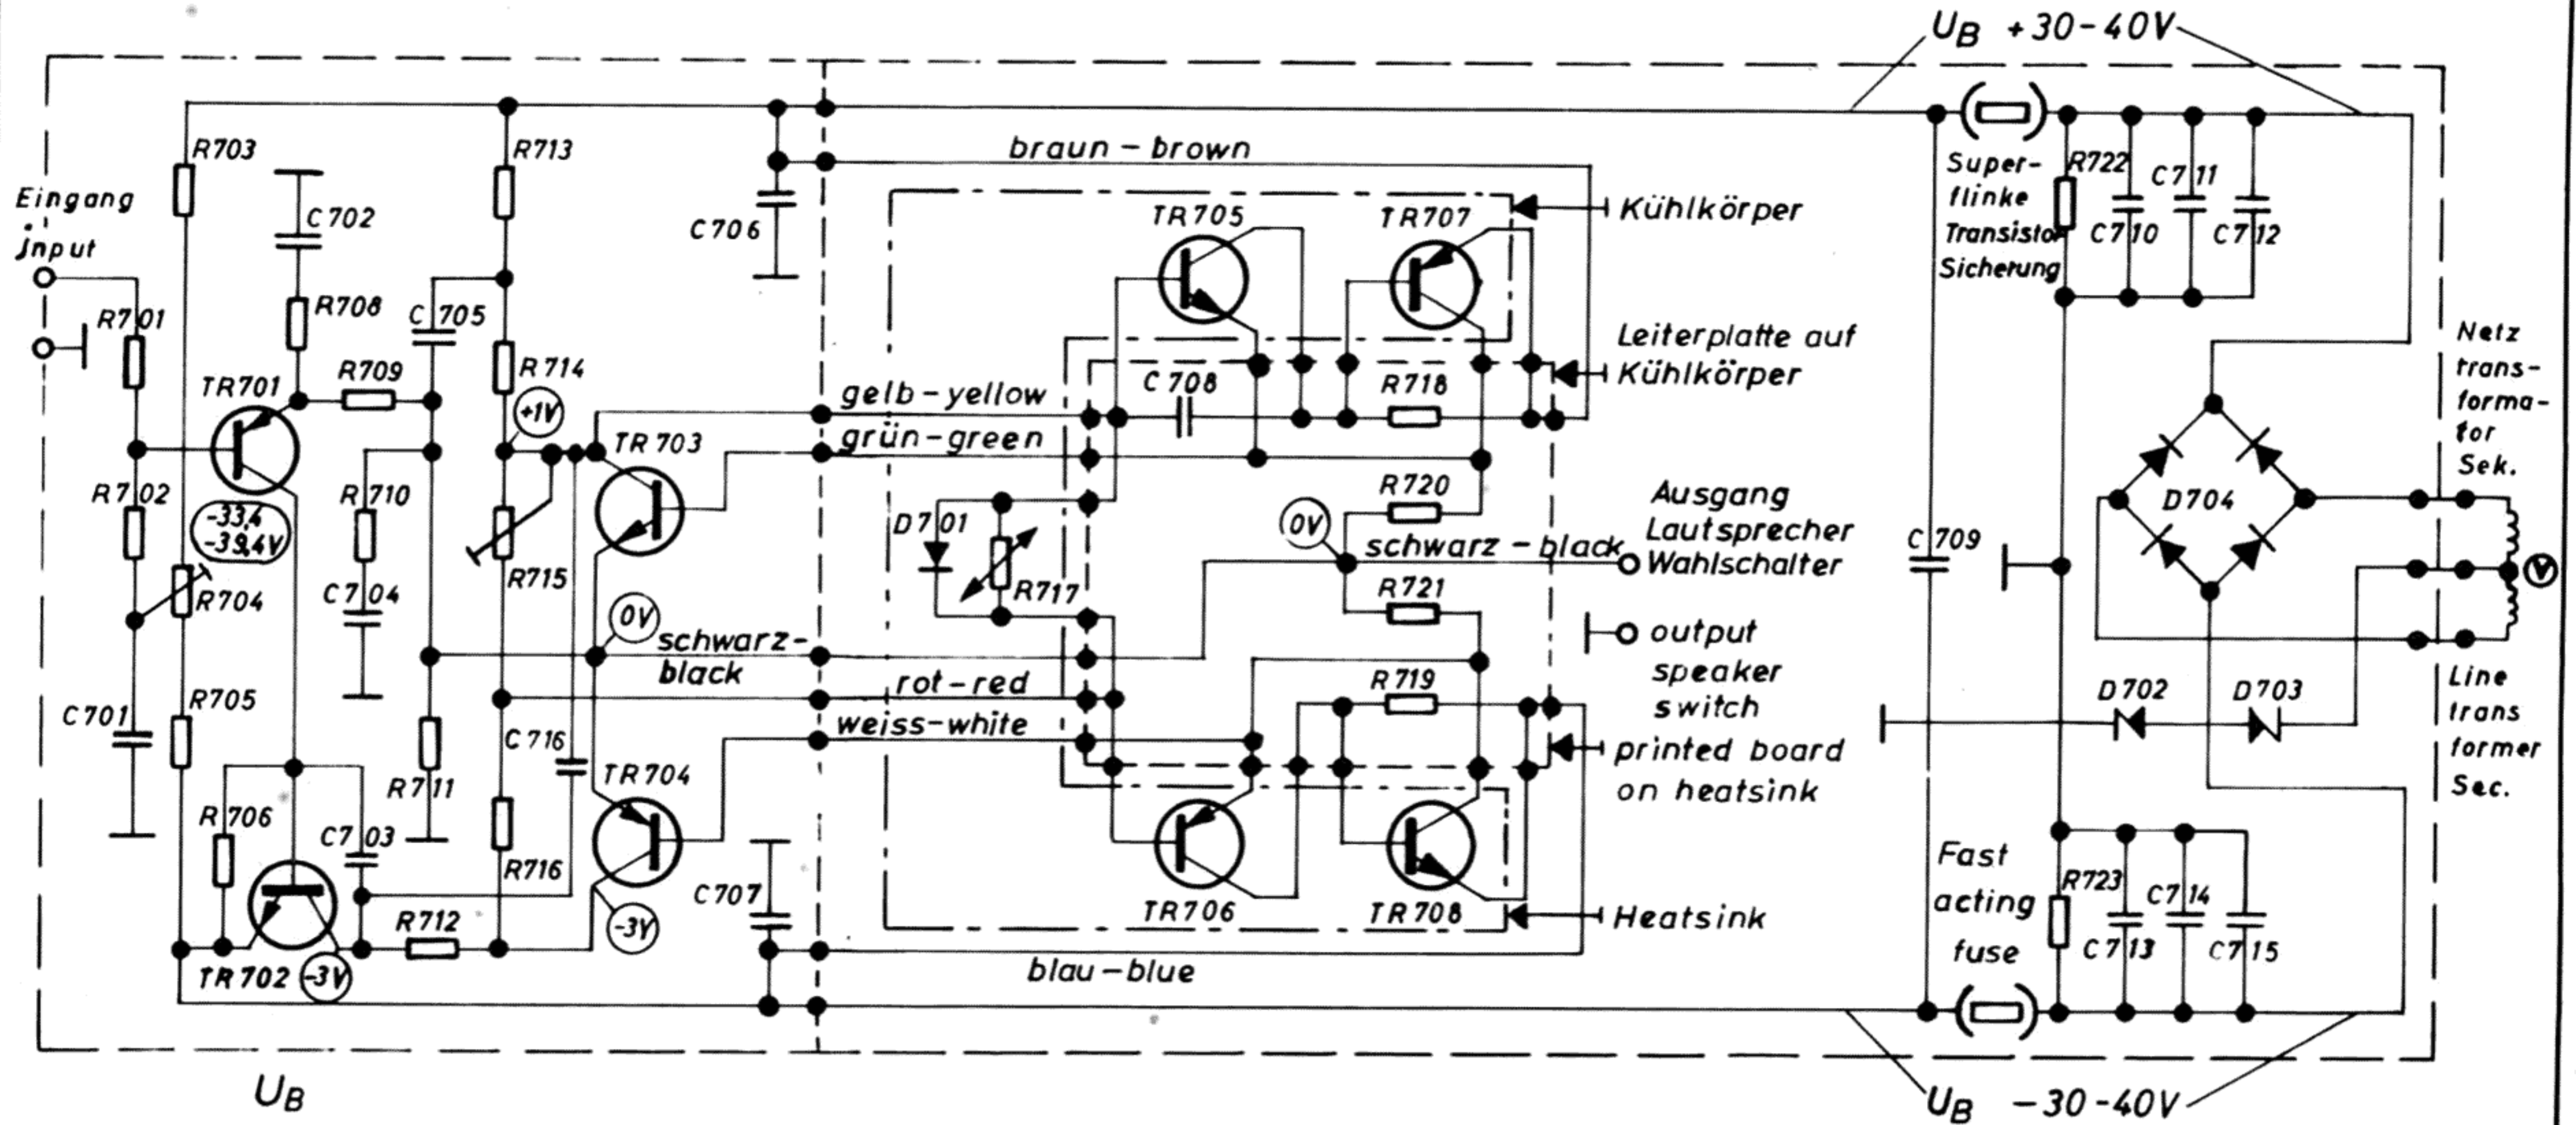 U_B +30-40V
R703
R713
braun-brown
Super-
flinke
Transistor
Sicherung
R722
C711
C710
C712
Eingang
input
C702
C706
TR705
TR707
Kühlkörper
R701
R708
C705
R714
Leiterplatte auf
Kühlkörper
Netz
trans-
forma-
tor
Sek.
TR701
R709
+1V
gelb-yellow
C708
R718
TR703
grün-green
R702
-33,4
-39,4V
R710
D701
R720
0V
schwarz-black
Ausgang
Lautsprecher
Wahlschalter
C709
D704
R704
C704
R715
R717
R721
0V
schwarz-
black
output
speaker
switch
C701
R705
rot-red
R719
D702
D703
Line
trans
former
Sec.
R711
C716
weiss-white
printed board
on heatsink
R706
C703
TR704
R716
C707
Fast
acting
fuse
R723
C714
C713
C715
TR702
-3V
R712
-3V
TR706
TR708
Heatsink
blau-blue
U_B
U_B -30-40V